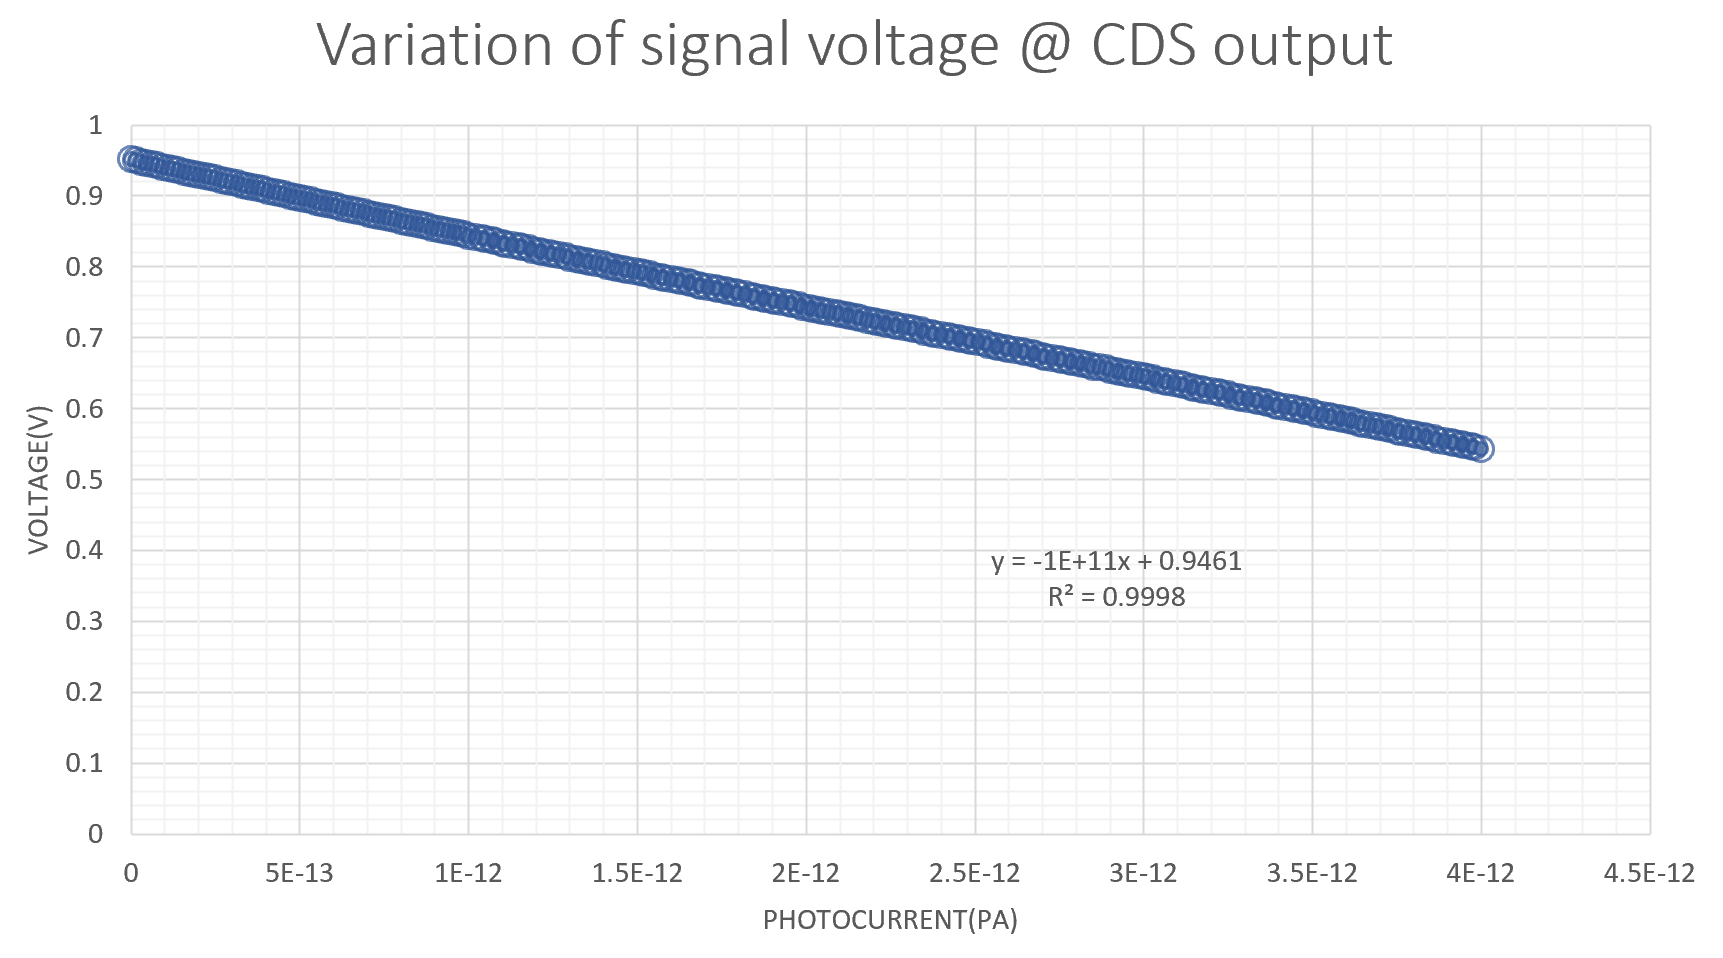 Variation of signal voltage @ CDS output
1
0.9
0.8
0.7
0.6
0.5
0.4
0.3
0.2
0.1
0
VOLTAGE(V)
y = -1E+11x + 0.9461
R² = 0.9998
0 5E-13 1E-12 1.5E-12 2E-12 2.5E-12 3E-12 3.5E-12 4E-12 4.5E-12
PHOTOCURRENT(PA)